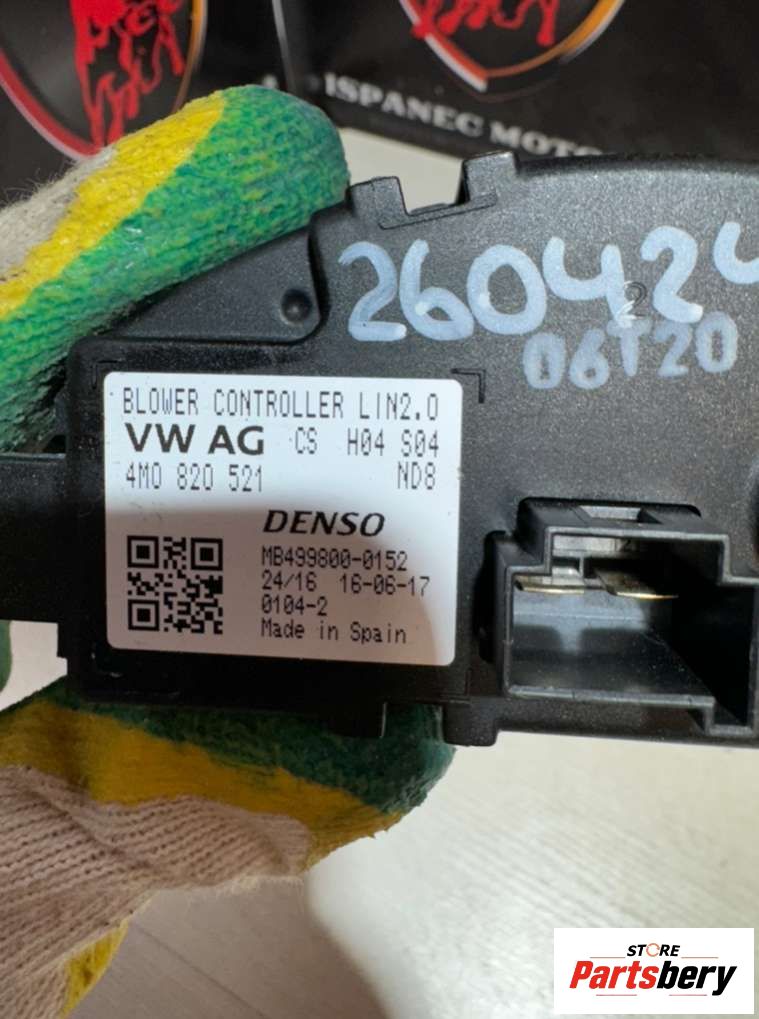 ISPANEC MOTO
260424
2
06T20
BLOWER CONTROLLER LIN2.0
VW AG CS H04 S04
4M0 820 521 ND8
DENSO
MB499800-0152
24/16 16-06-17
0104-2
Made in Spain
STORE
Partsbery